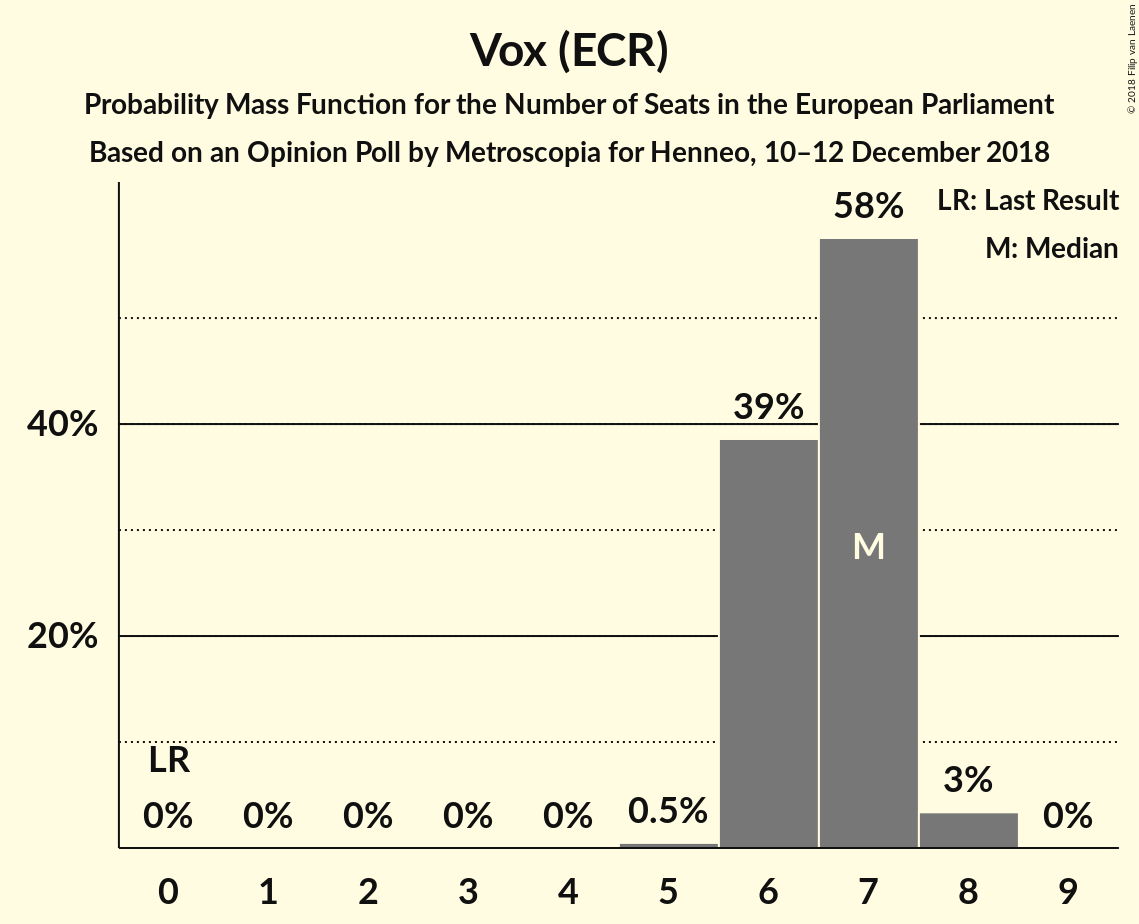 Vox (ECR)
Probability Mass Function for the Number of Seats in the European Parliament
Based on an Opinion Poll by Metroscopia for Henneo, 10–12 December 2018
© 2018 Filip van Laenen
LR: Last Result
M: Median
58%
39%
40%
M
20%
LR
0%
0%
0%
0%
0%
0.5%
3%
0%
0 1 2 3 4 5 6 7 8 9